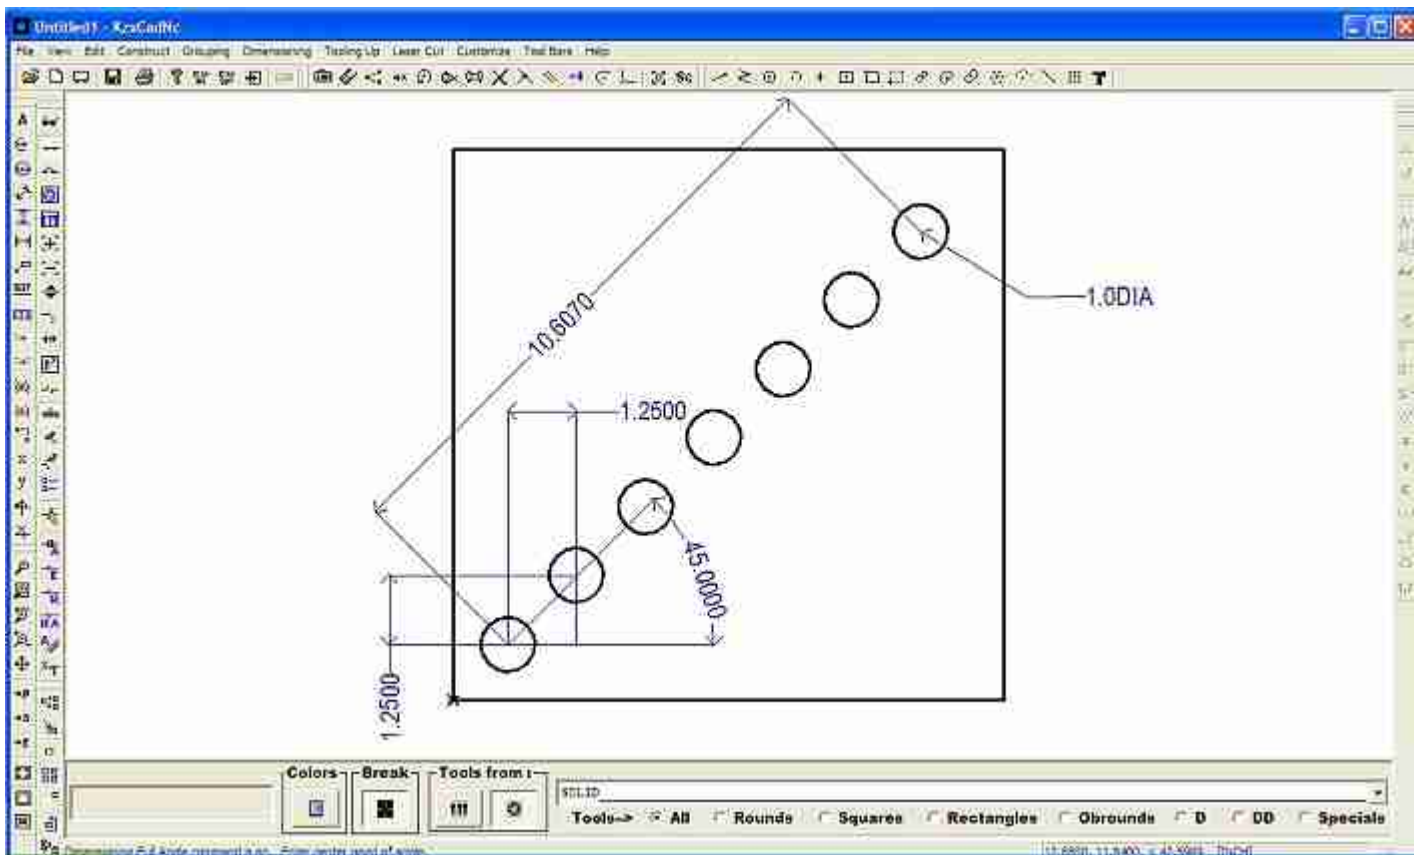 Untitled1 - KzsCadNc
File View Edit Construct Grouping Dimensioning Tooling Up Laser Cut Customize Tool Bars Help
1.0DIA
10.6070
1.2500
45.0000
1.2500
Colors
Break
Tools from
SOLID
Tools-> All Rounds Squares Rectangles Obrounds D DD Specials